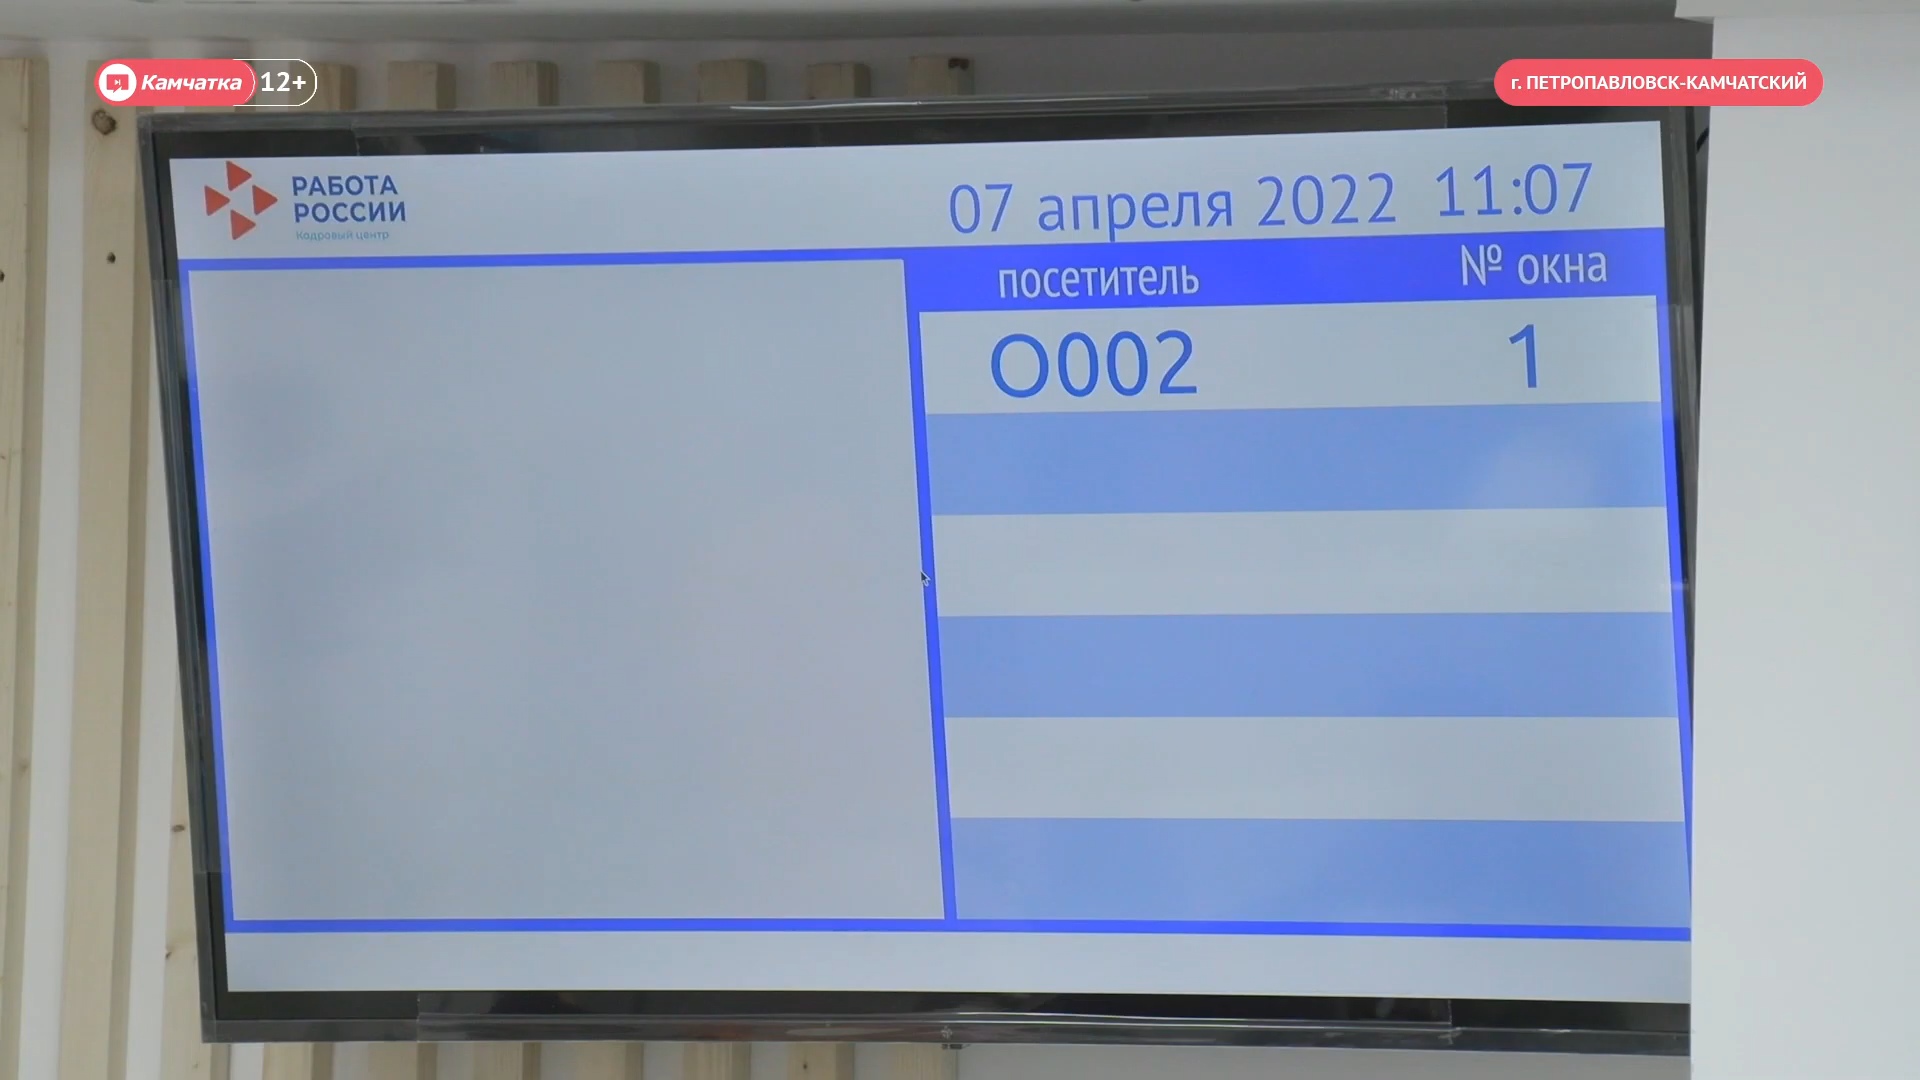 Камчатка 12+
г. ПЕТРОПАВЛОВСК-КАМЧАТСКИЙ
РАБОТА
РОССИИ
Кадровый центр
07 апреля 2022 11:07
посетитель № окна
О002 1